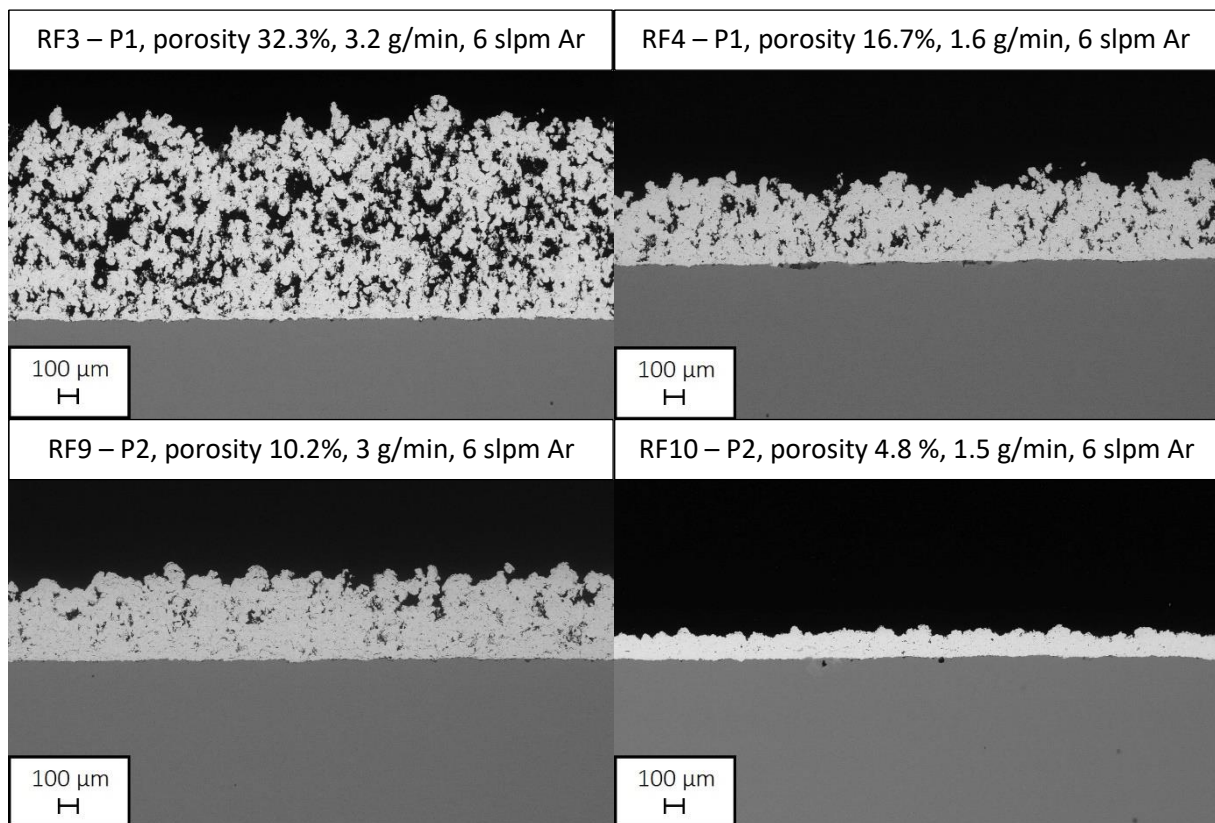 RF3 – P1, porosity 32.3%, 3.2 g/min, 6 slpm Ar
RF4 – P1, porosity 16.7%, 1.6 g/min, 6 slpm Ar
100 µm
100 µm
RF9 – P2, porosity 10.2%, 3 g/min, 6 slpm Ar
RF10 – P2, porosity 4.8 %, 1.5 g/min, 6 slpm Ar
100 µm
100 µm